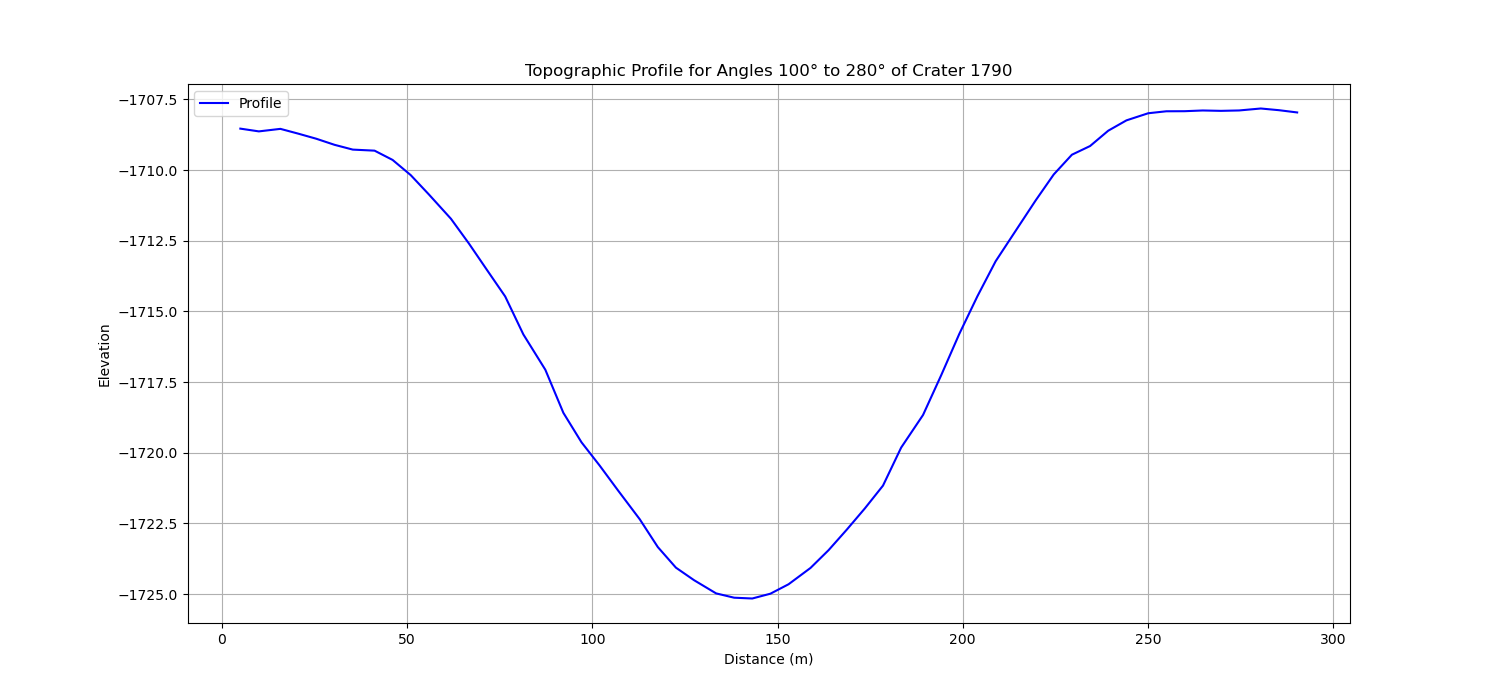 Topographic Profile for Angles 100° to 280° of Crater 1790
Profile
−1707.5
−1710.0
−1712.5
−1715.0
−1717.5
−1720.0
−1722.5
−1725.0
Elevation
0 50 100 150 200 250 300
Distance (m)